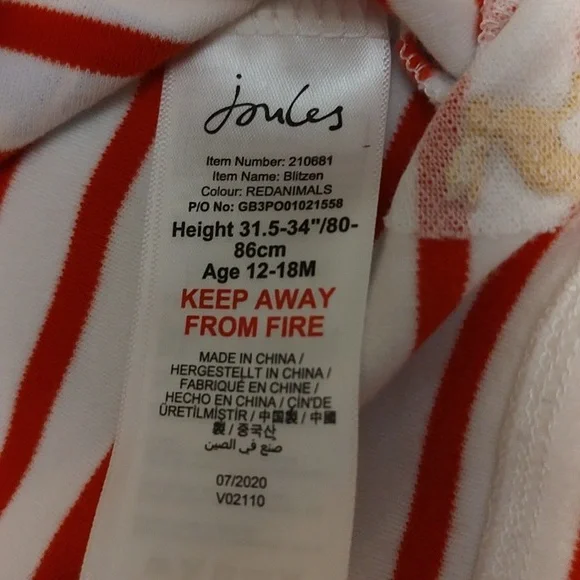 Joules
Item Number: 210681
Item Name: Blitzen
Colour: REDANIMALS
P/O No: GB3PO01021558
Height 31.5-34"/80-
86cm
Age 12-18M
KEEP AWAY
FROM FIRE
MADE IN CHINA /
HERGESTELLT IN CHINA /
FABRIQUÉ EN CHINE /
HECHO EN CHINA / ÇIN'DE
ÜRETİLMİŞTİR / 中国製 / 中國
製 / 중국산
صنع في الصين
07/2020
V02110